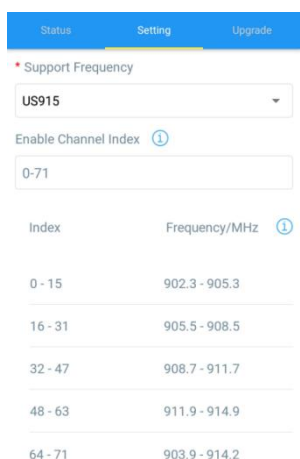 Status Setting Upgrade
* Support Frequency
US915
Enable Channel Index
0-71
Index Frequency/MHz
0 - 15 902.3 - 905.3
16 - 31 905.5 - 908.5
32 - 47 908.7 - 911.7
48 - 63 911.9 - 914.9
64 - 71 903.9 - 914.2